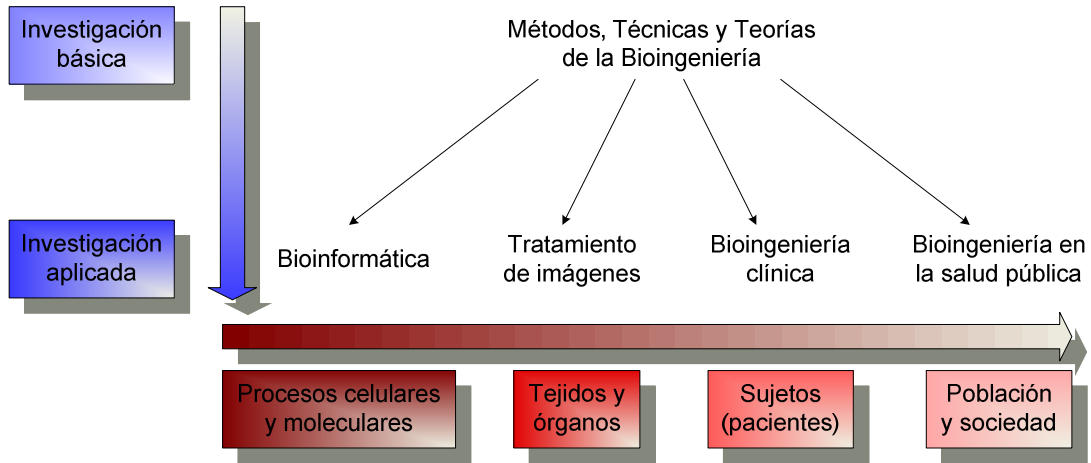 Investigación
básica
Métodos, Técnicas y Teorías
de la Bioingeniería
Investigación
aplicada
Bioinformática
Tratamiento
de imágenes
Bioingeniería
clínica
Bioingeniería en
la salud pública
Procesos celulares
y moleculares
Tejidos y
órganos
Sujetos
(pacientes)
Población
y sociedad